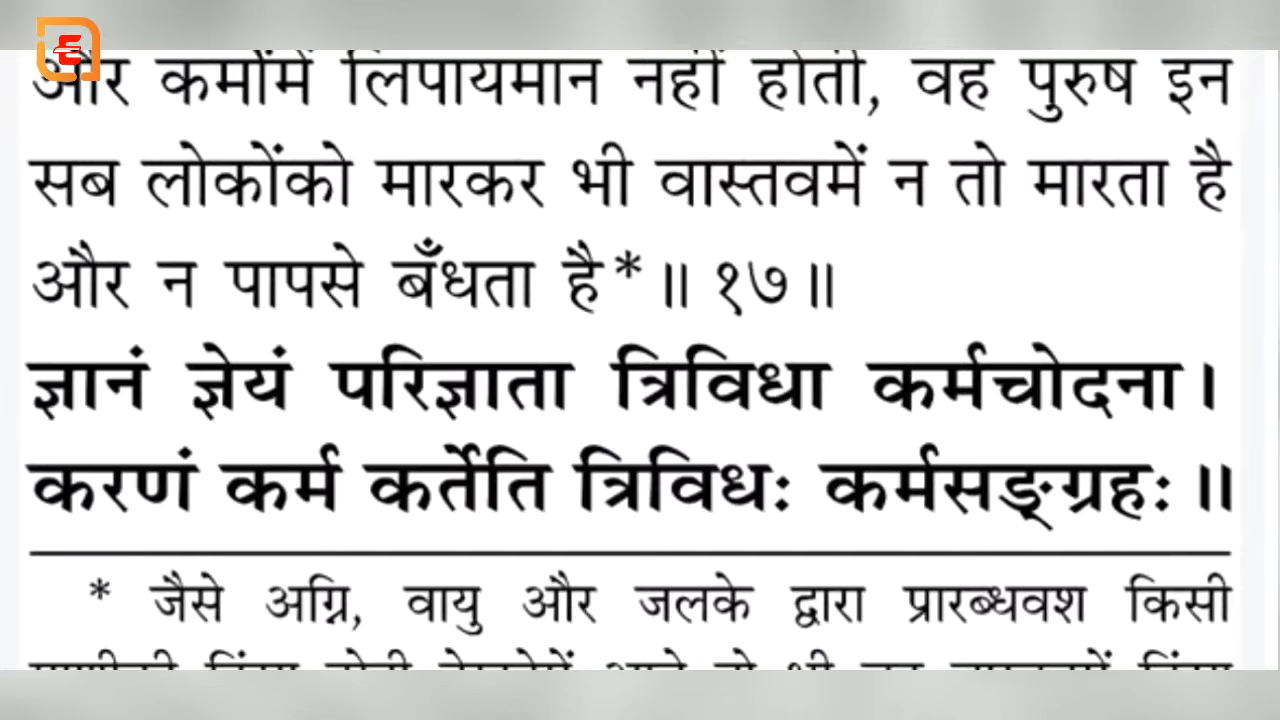 और कर्मोंमें लिपायमान नहीं होती, वह पुरुष इन
सब लोकोंको मारकर भी वास्तवमें न तो मारता है
और न पापसे बँधता है*॥ १७॥
ज्ञानं ज्ञेयं परिज्ञाता त्रिविधा कर्मचोदना।
करणं कर्म कर्तेति त्रिविधः कर्मसङ्ग्रहः॥
* जैसे अग्नि, वायु और जलके द्वारा प्रारब्धवश किसी